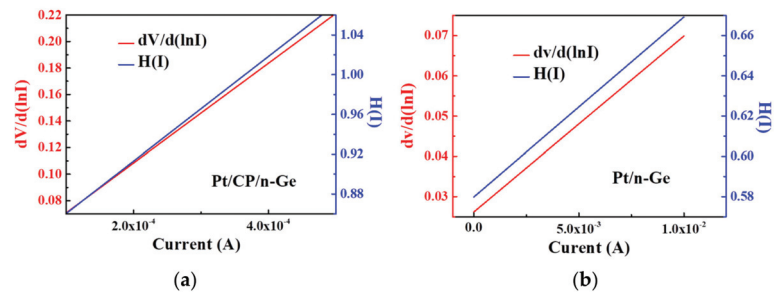 0.22
0.20
0.18
0.16
0.14
0.12
0.10
0.08
dV/d(lnI)
dV/d(lnI)
H(I)
Pt/CP/n-Ge
1.04
1.00
0.96
0.92
0.88
H(I)
2.0x10⁻⁴ 4.0x10⁻⁴
Current (A)
(a)
0.07
0.06
0.05
0.04
0.03
dv/d(lnI)
dv/d(lnI)
H(I)
Pt/n-Ge
0.66
0.64
0.62
0.60
0.58
H(I)
0.0 5.0x10⁻³ 1.0x10⁻²
Curent (A)
(b)